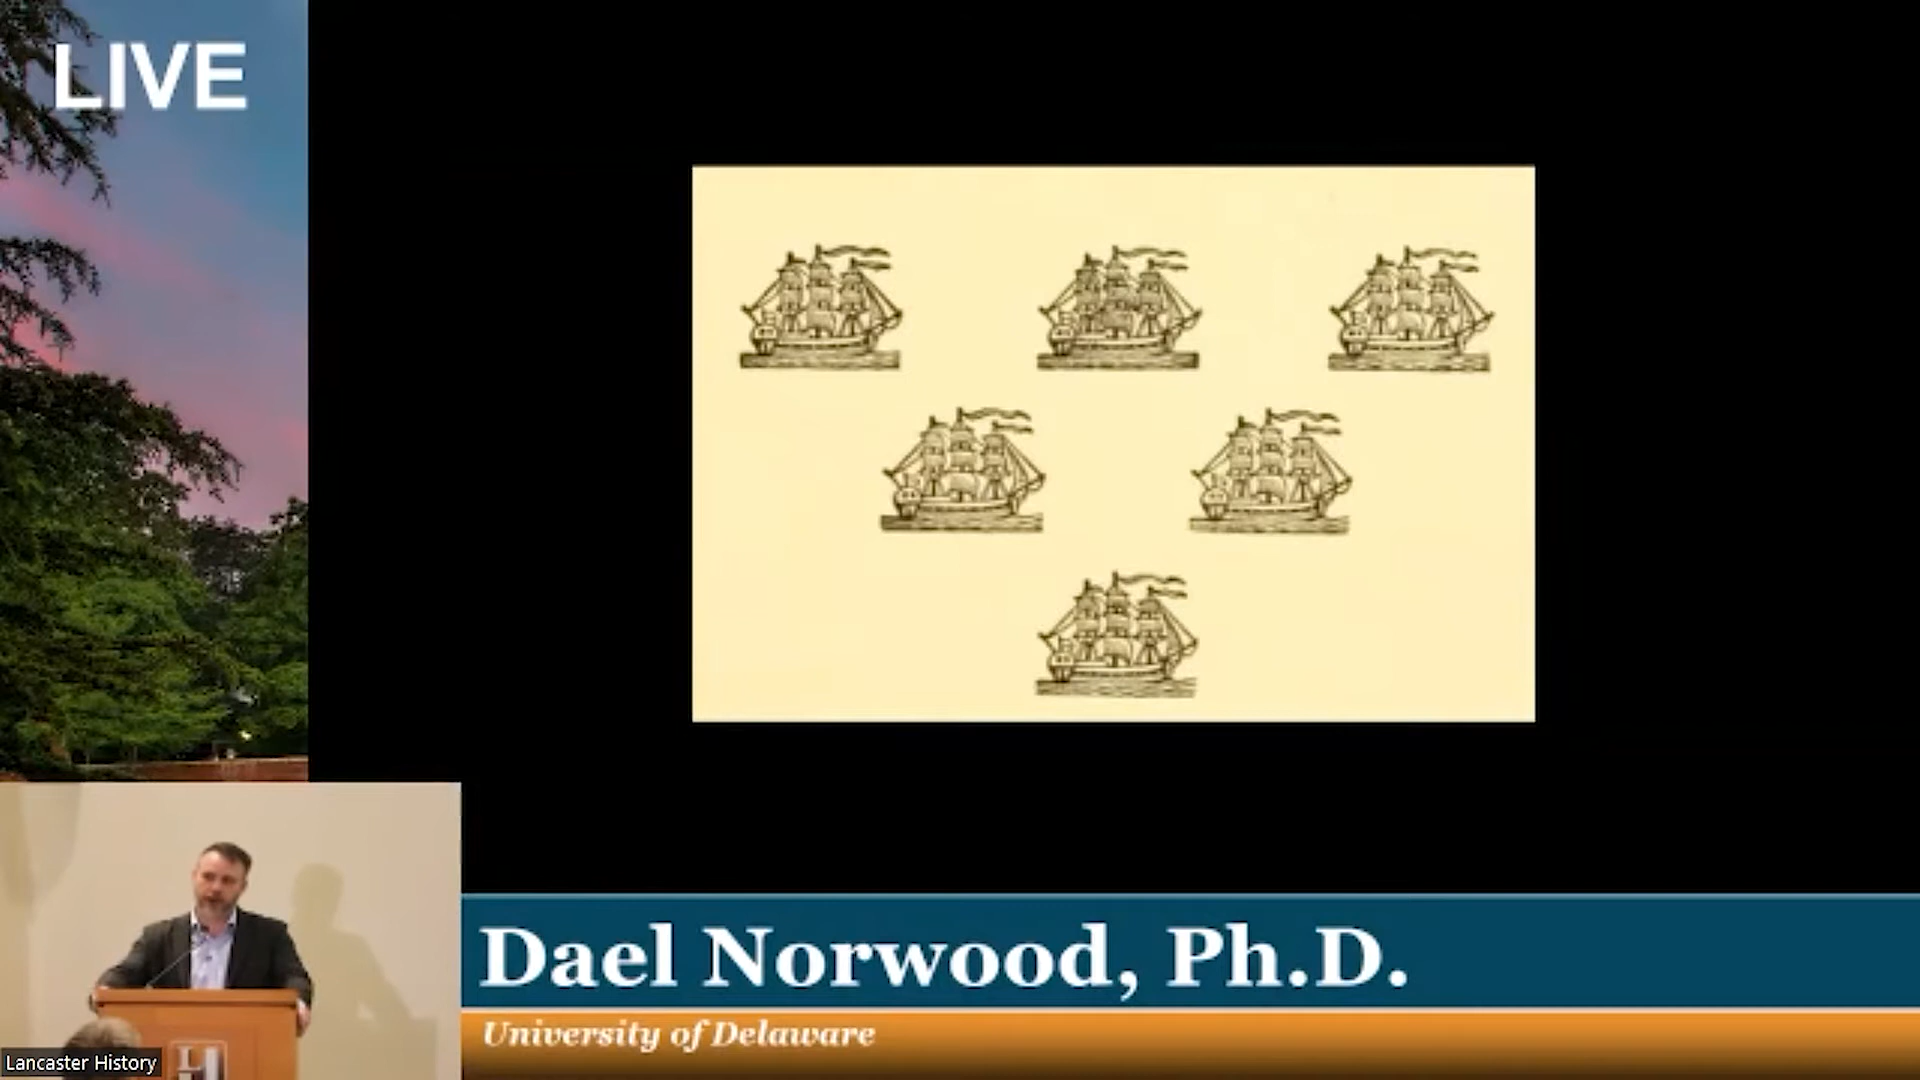 LIVE
Dael Norwood, Ph.D.
University of Delaware
Lancaster History
L
H